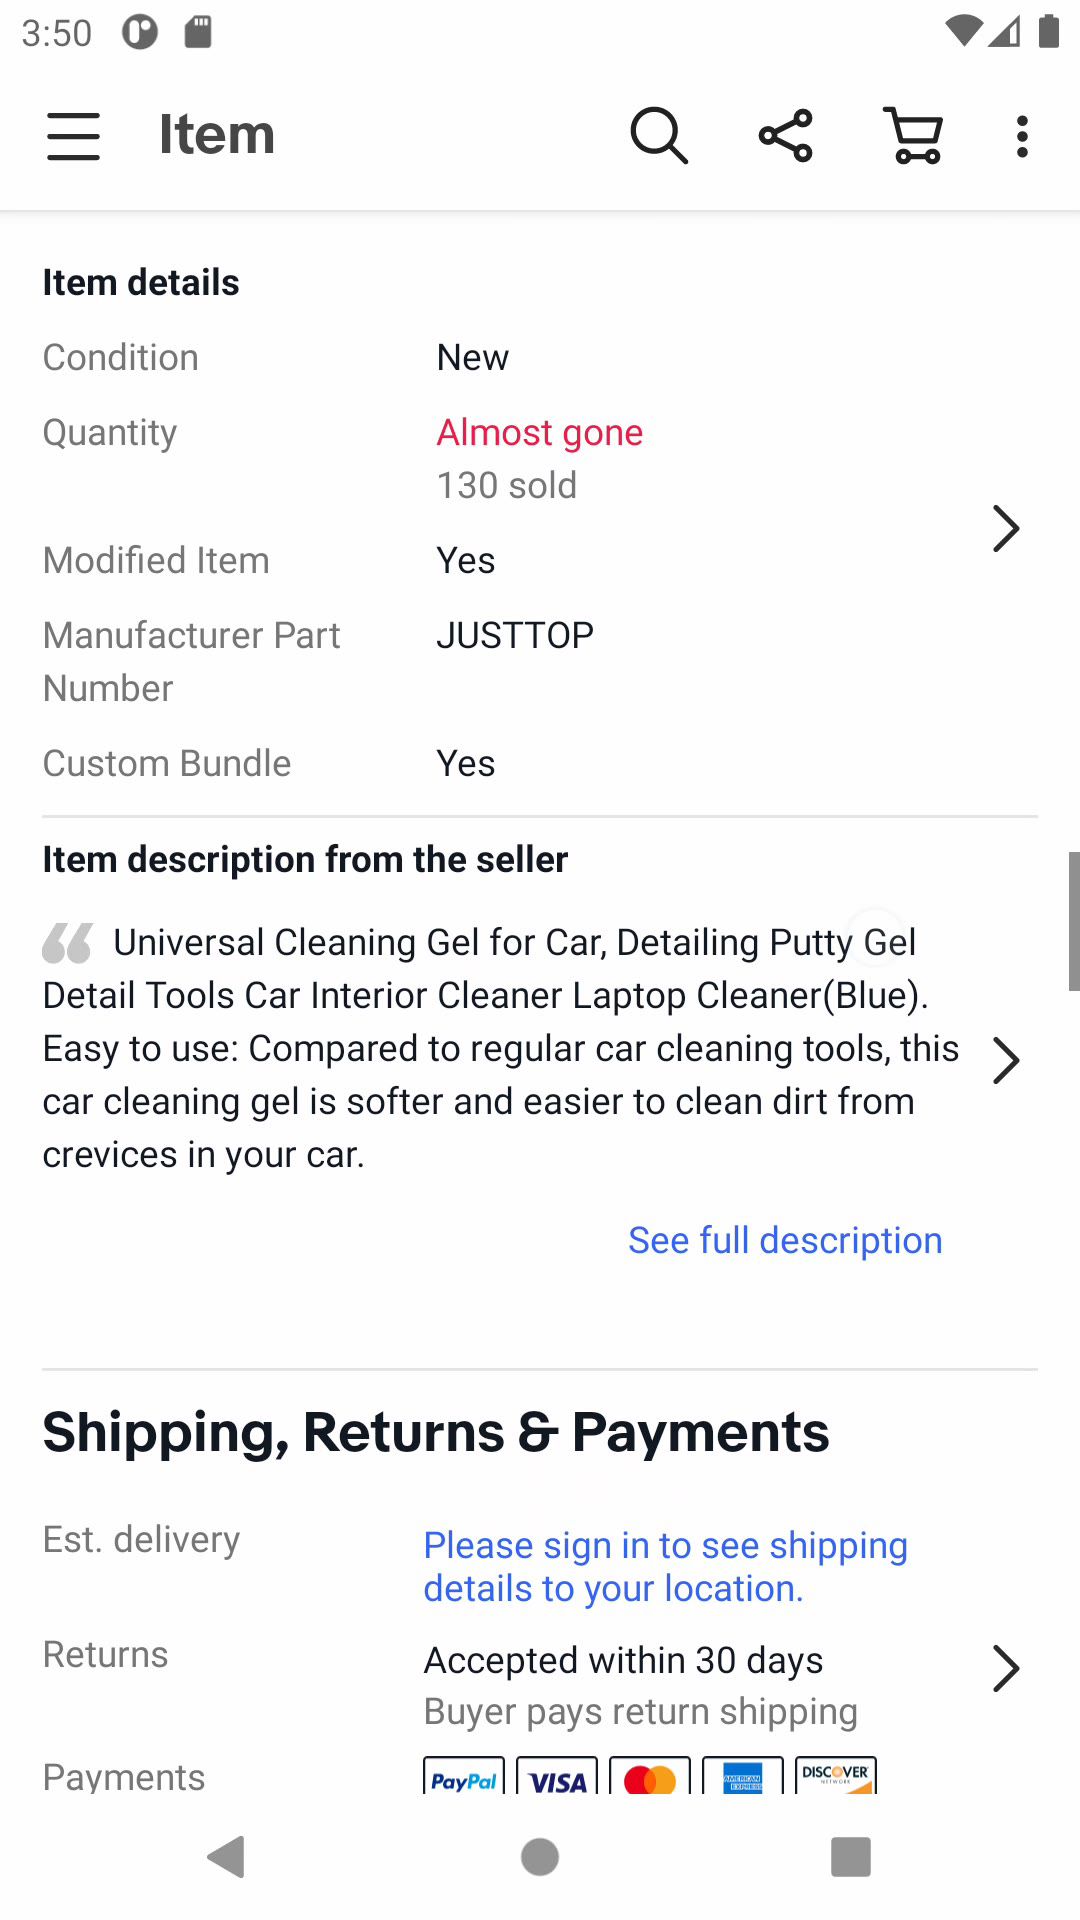 3:50
Item
Item details
Condition New
Quantity Almost gone
130 sold
Modified Item Yes
Manufacturer Part JUSTTOP
Number
Custom Bundle Yes
Item description from the seller
Universal Cleaning Gel for Car, Detailing Putty Gel
Detail Tools Car Interior Cleaner Laptop Cleaner(Blue).
Easy to use: Compared to regular car cleaning tools, this
car cleaning gel is softer and easier to clean dirt from
crevices in your car.
See full description
Shipping, Returns & Payments
Est. delivery Please sign in to see shipping
details to your location.
Returns Accepted within 30 days
Buyer pays return shipping
Payments PayPal VISA AMERICAN EXPRESS DISCOVER NETWORK